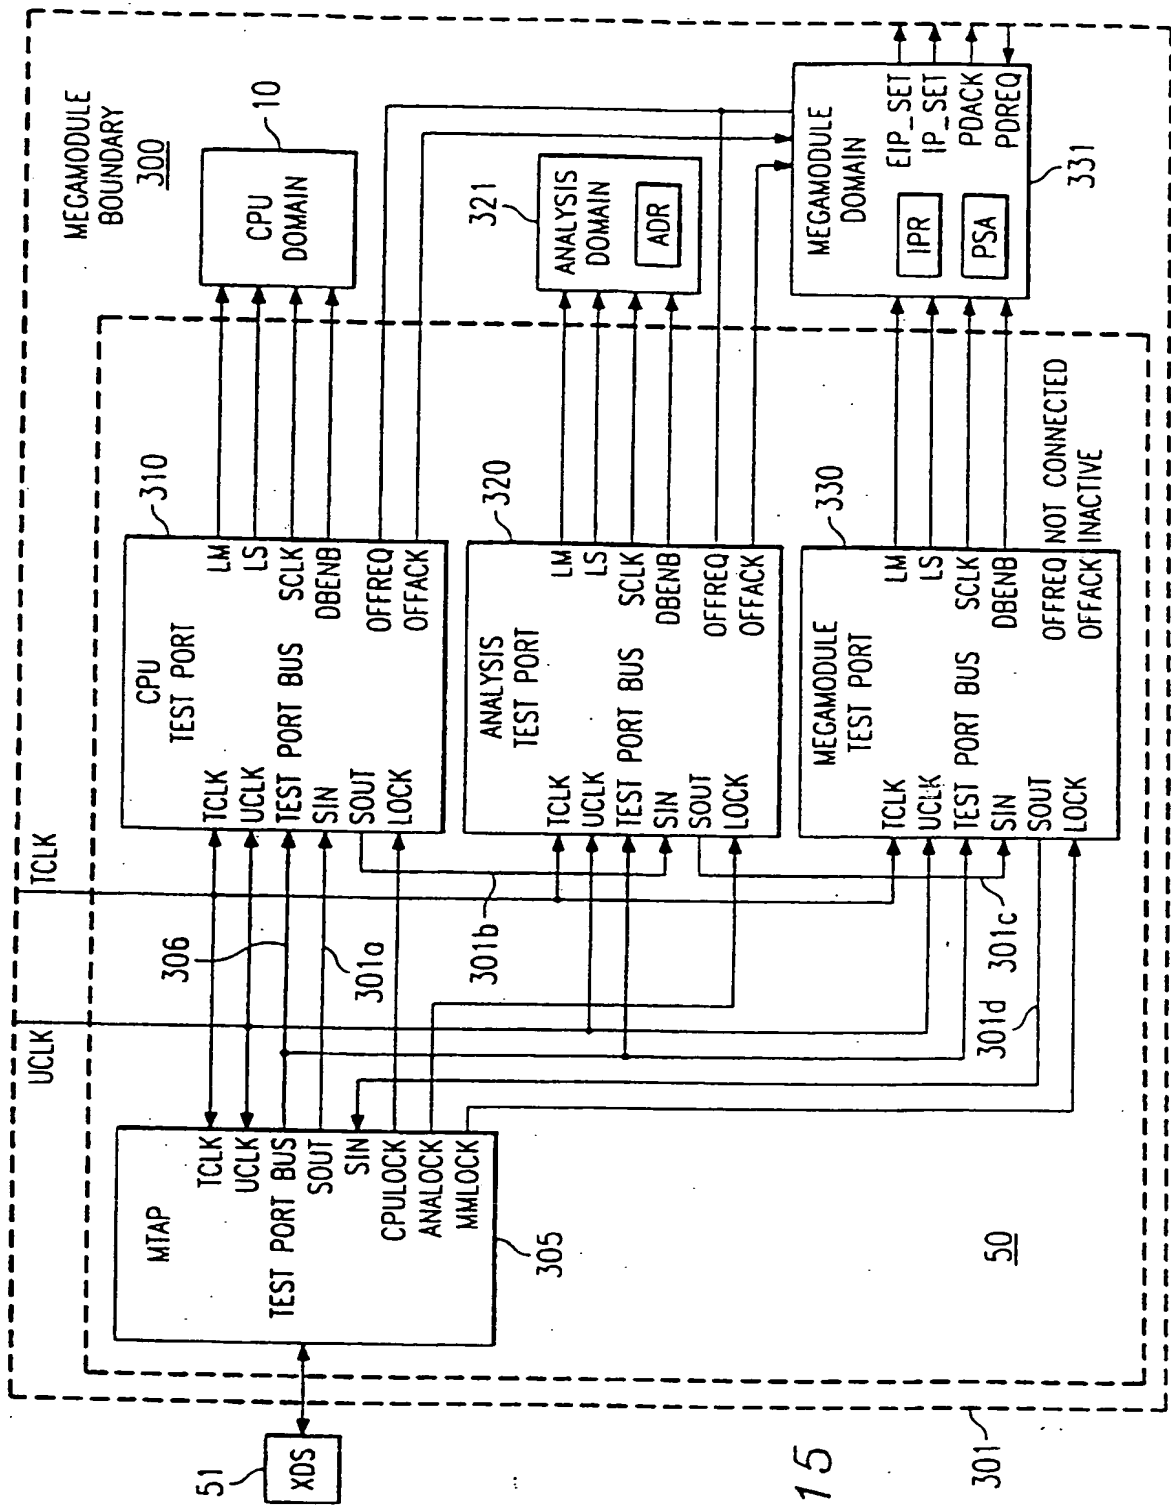 MEGAMODULE
BOUNDARY
300
UCLK
TCLK
51
XDS
MTAP
TCLK
UCLK
TEST PORT BUS
SOUT
SIN
CPULOCK
ANALOCK
MMLOCK
305
306
301a
301b
301c
301d
50
301
CPU
TEST PORT
310
TCLK
UCLK
TEST PORT BUS
SIN
SOUT
LOCK
LM
LS
SCLK
DBENB
OFFREQ
OFFACK
CPU
DOMAIN
10
ANALYSIS
TEST PORT
320
TCLK
UCLK
TEST PORT BUS
SIN
SOUT
LOCK
LM
LS
SCLK
DBENB
OFFREQ
OFFACK
ANALYSIS
DOMAIN
ADR
321
MEGAMODULE
TEST PORT
330
TCLK
UCLK
TEST PORT BUS
SIN
SOUT
LOCK
LM
LS
SCLK
DBENB
OFFREQ NOT CONNECTED
OFFACK INACTIVE
MEGAMODULE
DOMAIN
IPR
PSA
EIP_SET
IP_SET
PDACK
PDREQ
331
15